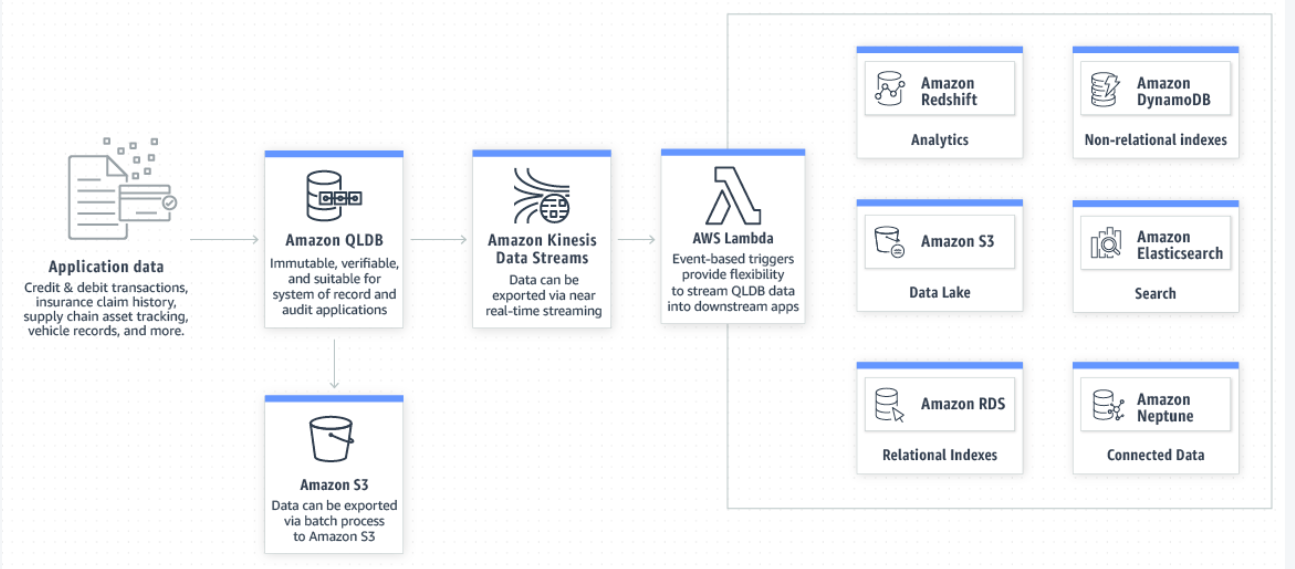 Application data
Credit & debit transactions,
insurance claim history,
supply chain asset tracking,
vehicle records, and more.
Amazon QLDB
Immutable, verifiable,
and suitable for
system of record and
audit applications
Amazon S3
Data can be exported
via batch process
to Amazon S3
Amazon Kinesis
Data Streams
Data can be
exported via near
real-time streaming
AWS Lambda
Event-based triggers
provide flexibility
to stream QLDB data
into downstream apps
Amazon
Redshift
Analytics
Amazon
DynamoDB
Non-relational indexes
Amazon S3
Data Lake
Amazon
Elasticsearch
Search
Amazon RDS
Relational Indexes
Amazon
Neptune
Connected Data